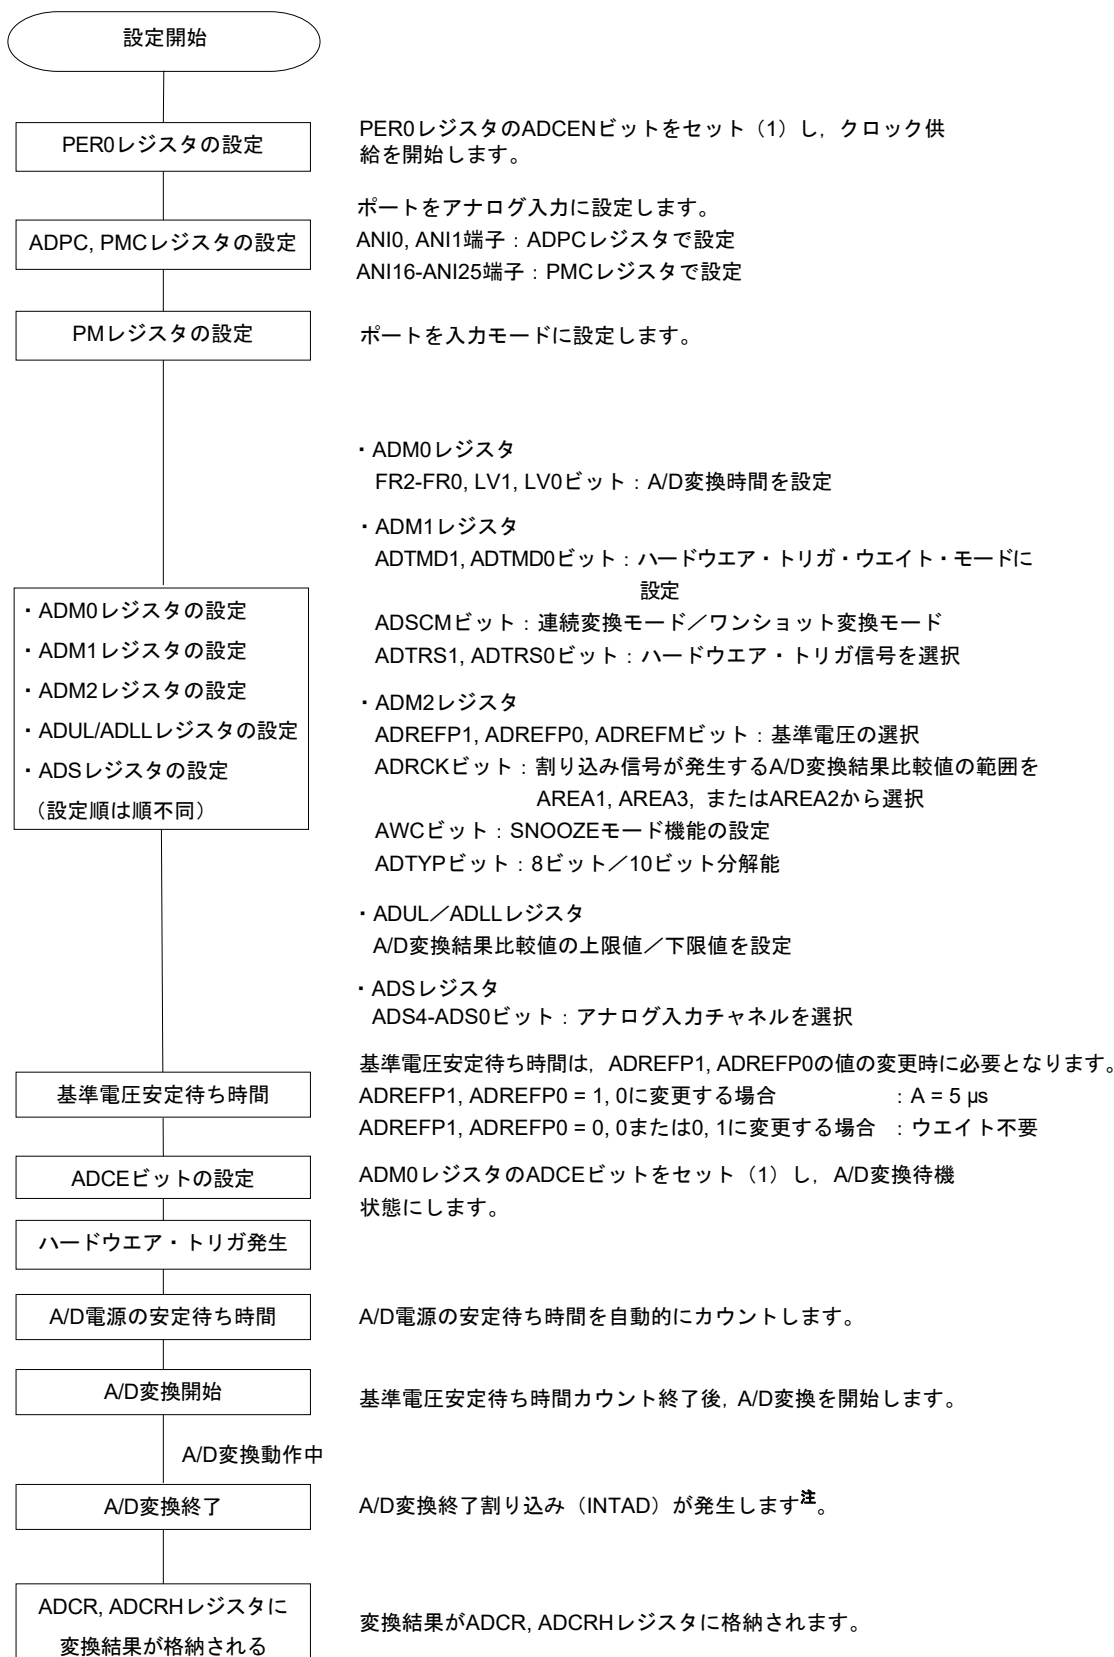 設定開始
PER0レジスタの設定
PER0レジスタのADCENビットをセット（1）し，クロック供
給を開始します。
ADPC, PMCレジスタの設定
ポートをアナログ入力に設定します。
ANI0, ANI1端子：ADPCレジスタで設定
ANI16-ANI25端子：PMCレジスタで設定
PMレジスタの設定
ポートを入力モードに設定します。
・ADM0レジスタの設定
・ADM1レジスタの設定
・ADM2レジスタの設定
・ADUL/ADLLレジスタの設定
・ADSレジスタの設定
（設定順は順不同）
・ADM0レジスタ
FR2-FR0, LV1, LV0ビット：A/D変換時間を設定
・ADM1レジスタ
ADTMD1, ADTMD0ビット：ハードウエア・トリガ・ウエイト・モードに
設定
ADSCMビット：連続変換モード／ワンショット変換モード
ADTRS1, ADTRS0ビット：ハードウエア・トリガ信号を選択
・ADM2レジスタ
ADREFP1, ADREFP0, ADREFMビット：基準電圧の選択
ADRCKビット：割り込み信号が発生するA/D変換結果比較値の範囲を
AREA1, AREA3, またはAREA2から選択
AWCビット：SNOOZEモード機能の設定
ADTYPビット：8ビット／10ビット分解能
・ADUL／ADLLレジスタ
A/D変換結果比較値の上限値／下限値を設定
・ADSレジスタ
ADS4-ADS0ビット：アナログ入力チャネルを選択
基準電圧安定待ち時間
基準電圧安定待ち時間は，ADREFP1, ADREFP0の値の変更時に必要となります。
ADREFP1, ADREFP0 = 1, 0に変更する場合 ：A = 5 µs
ADREFP1, ADREFP0 = 0, 0または0, 1に変更する場合 ：ウエイト不要
ADCEビットの設定
ADM0レジスタのADCEビットをセット（1）し，A/D変換待機
状態にします。
ハードウエア・トリガ発生
A/D電源の安定待ち時間
A/D電源の安定待ち時間を自動的にカウントします。
A/D変換開始
基準電圧安定待ち時間カウント終了後，A/D変換を開始します。
A/D変換動作中
A/D変換終了
A/D変換終了割り込み（INTAD）が発生します注。
ADCR, ADCRHレジスタに
変換結果が格納される
変換結果がADCR, ADCRHレジスタに格納されます。